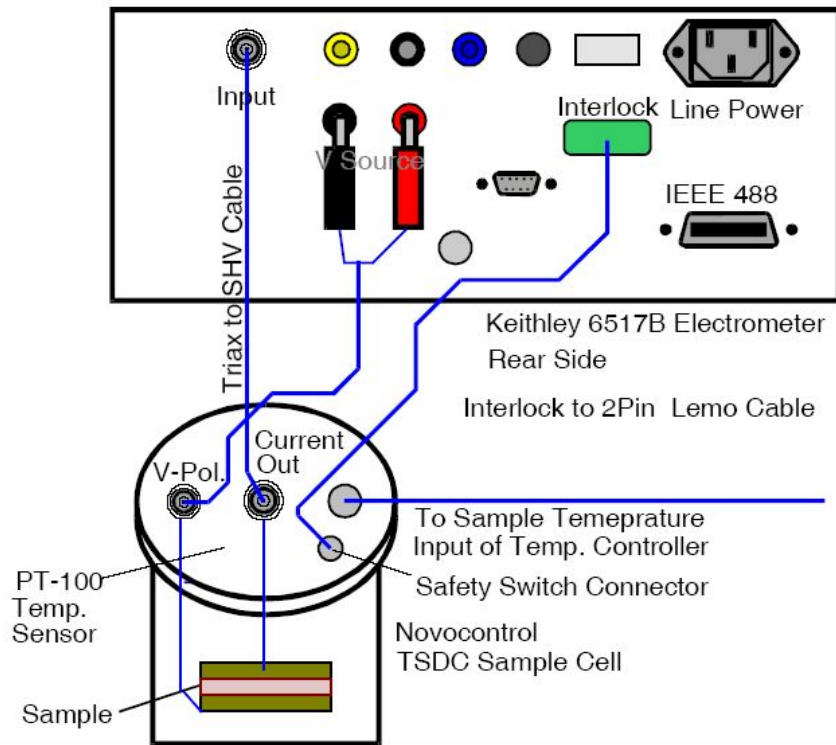 Input
Interlock
Line Power
V Source
IEEE 488
Triax to SHV Cable
Keithley 6517B Electrometer
Rear Side
Interlock to 2Pin Lemo Cable
Current
Out
V-Pol.
To Sample Temeprature
Input of Temp. Controller
Safety Switch Connector
PT-100
Temp.
Sensor
Novocontrol
TSDC Sample Cell
Sample